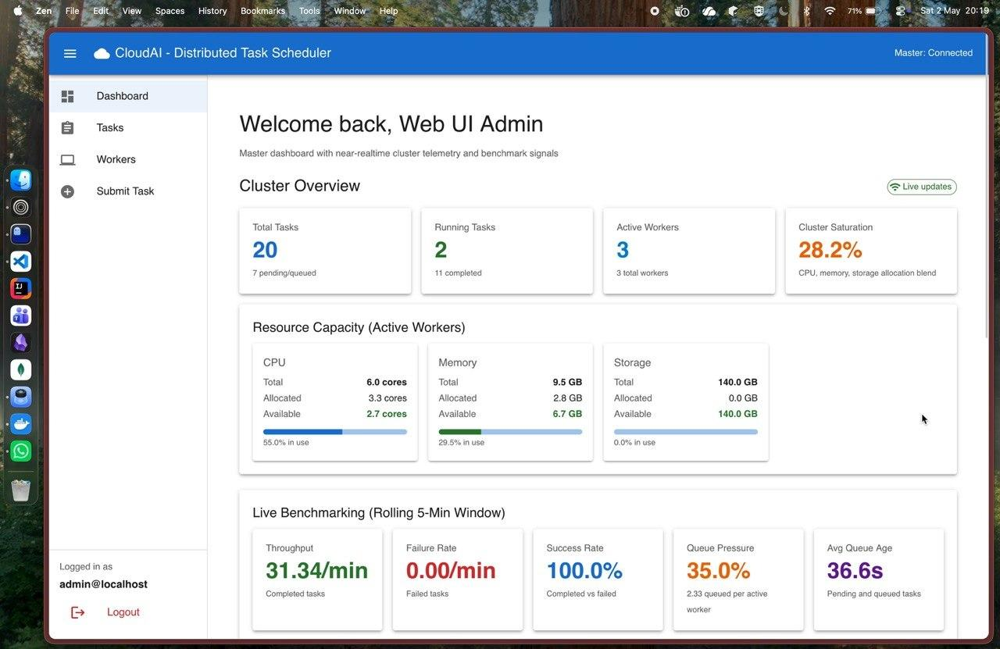 Zen File Edit View Spaces History Bookmarks Tools Window Help 71% Sat 2 May 20:19
CloudAI - Distributed Task Scheduler
Master: Connected
Dashboard
Tasks
Workers
Submit Task
Logged in as
admin@localhost
Logout
Welcome back, Web UI Admin
Master dashboard with near-realtime cluster telemetry and benchmark signals
Cluster Overview
Live updates
Total Tasks
20
7 pending/queued
Running Tasks
2
11 completed
Active Workers
3
3 total workers
Cluster Saturation
28.2%
CPU, memory, storage allocation blend
Resource Capacity (Active Workers)
CPU
Total 6.0 cores
Allocated 3.3 cores
Available 2.7 cores
55.0% in use
Memory
Total 9.5 GB
Allocated 2.8 GB
Available 6.7 GB
29.5% in use
Storage
Total 140.0 GB
Allocated 0.0 GB
Available 140.0 GB
0.0% in use
Live Benchmarking (Rolling 5-Min Window)
Throughput
31.34/min
Completed tasks
Failure Rate
0.00/min
Failed tasks
Success Rate
100.0%
Completed vs failed
Queue Pressure
35.0%
2.33 queued per active
worker
Avg Queue Age
36.6s
Pending and queued tasks